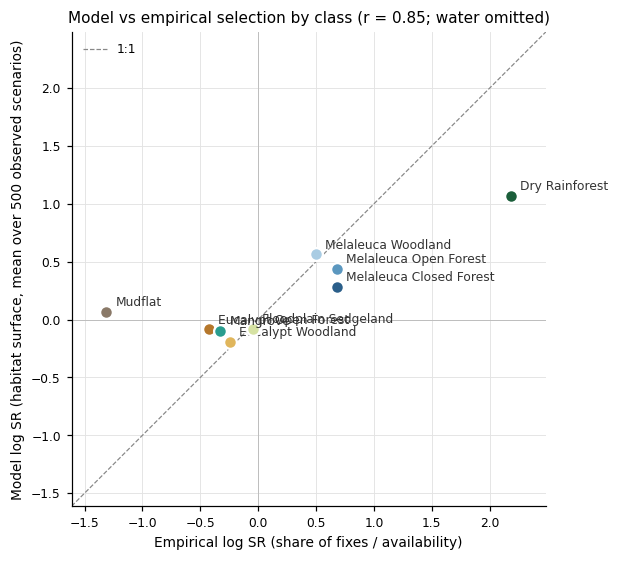 Model vs empirical selection by class (r = 0.85; water omitted)
1:1
Dry Rainforest
Melaleuca Woodland
Melaleuca Open Forest
Melaleuca Closed Forest
Mudflat
Eucalypt Open Forest
Mangrove
Floodplain Sedgeland
Eucalypt Woodland
2.0
1.5
1.0
0.5
0.0
−0.5
−1.0
−1.5
−1.5
−1.0
−0.5
0.0
0.5
1.0
1.5
2.0
Empirical log SR (share of fixes / availability)
Model log SR (habitat surface, mean over 500 observed scenarios)